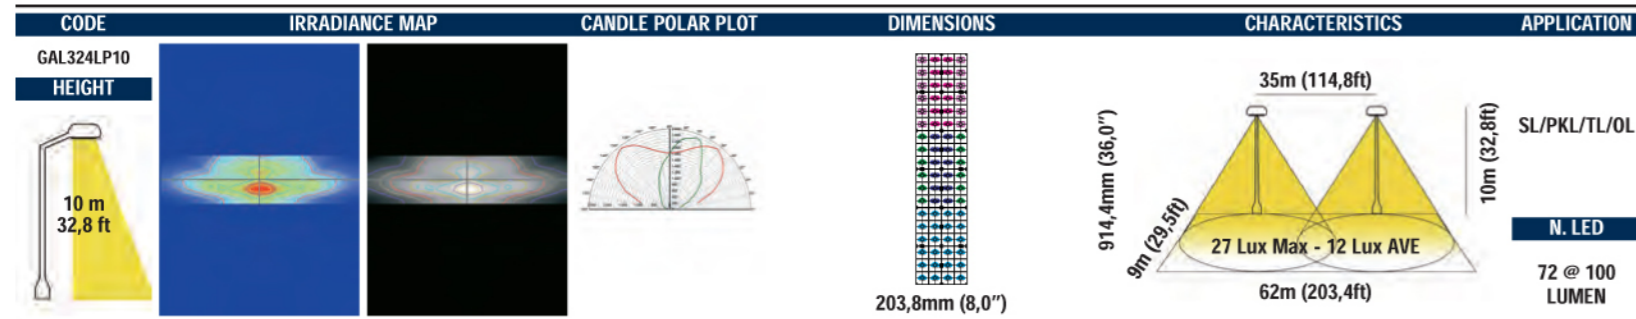 CODE
IRRADIANCE MAP
CANDLE POLAR PLOT
DIMENSIONS
CHARACTERISTICS
APPLICATION
GAL324LP10
HEIGHT
10 m
32,8 ft
203,8mm (8,0”)
914,4mm (36,0”)
35m (114,8ft)
10m (32,8ft)
9m (29,5ft)
27 Lux Max - 12 Lux AVE
62m (203,4ft)
SL/PKL/TL/OL
N. LED
72 @ 100
LUMEN